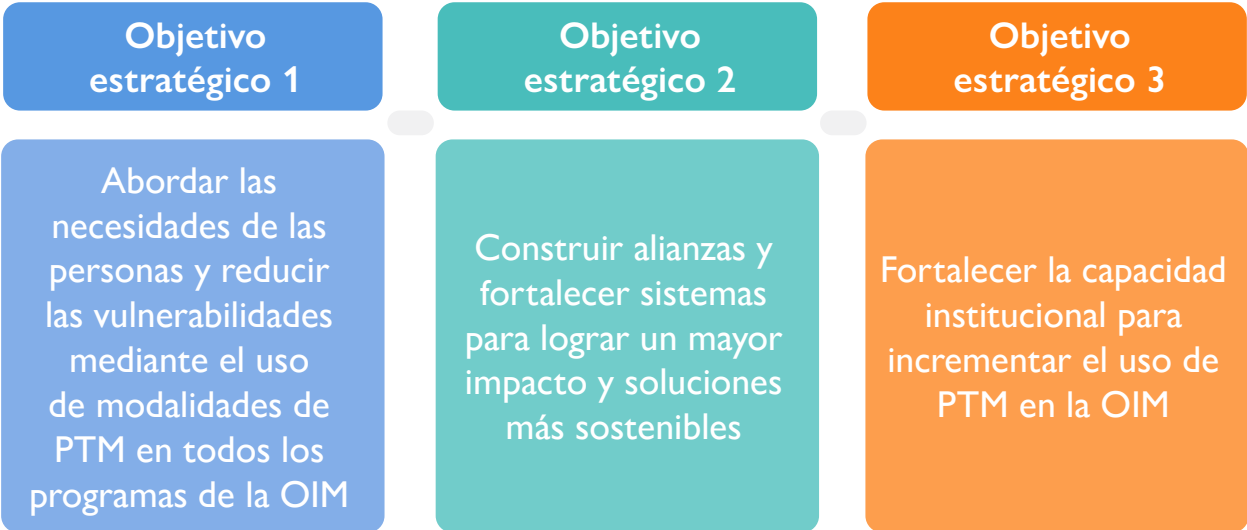 Objetivo
estratégico 1
Abordar las
necesidades de las
personas y reducir
las vulnerabilidades
mediante el uso
de modalidades de
PTM en todos los
programas de la OIM
Objetivo
estratégico 2
Construir alianzas y
fortalecer sistemas
para lograr un mayor
impacto y soluciones
más sostenibles
Objetivo
estratégico 3
Fortalecer la capacidad
institucional para
incrementar el uso de
PTM en la OIM